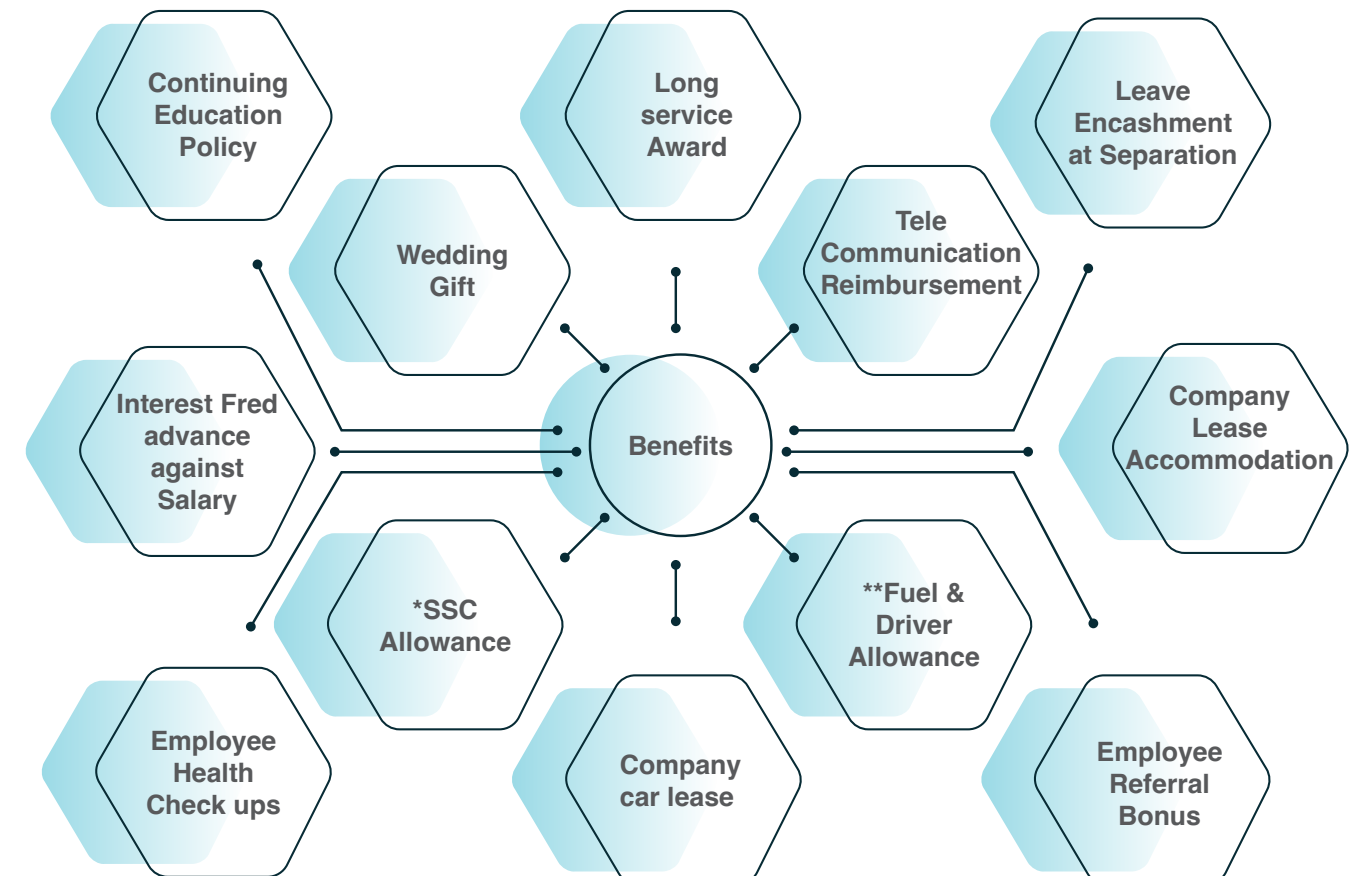 Continuing
Education
Policy
Long
service
Award
Leave
Encashment
at Separation
Wedding
Gift
Tele
Communication
Reimbursement
Interest Fred
advance
against
Salary
Benefits
Company
Lease
Accommodation
*SSC
Allowance
**Fuel &
Driver
Allowance
Employee
Health
Check ups
Company
car lease
Employee
Referral
Bonus